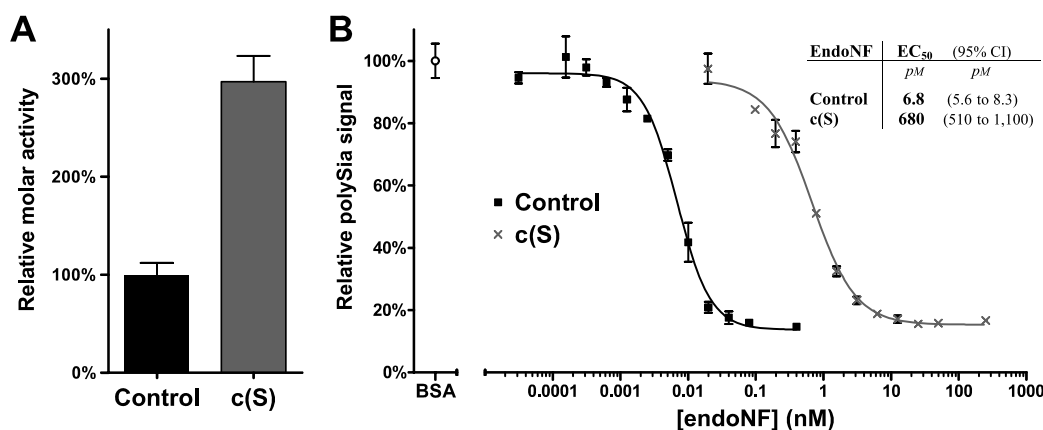 A
Relative molar activity
300%
200%
100%
0%
Control
c(S)
B
Relative polySia signal
100%
80%
60%
40%
20%
0%
BSA
0.0001
0.001
0.01
0.1
1
10
100
1000
[endoNF] (nM)
Control
c(S)
EndoNF EC50 (95% CI)
pM pM
Control 6.8 (5.6 to 8.3)
c(S) 680 (510 to 1,100)